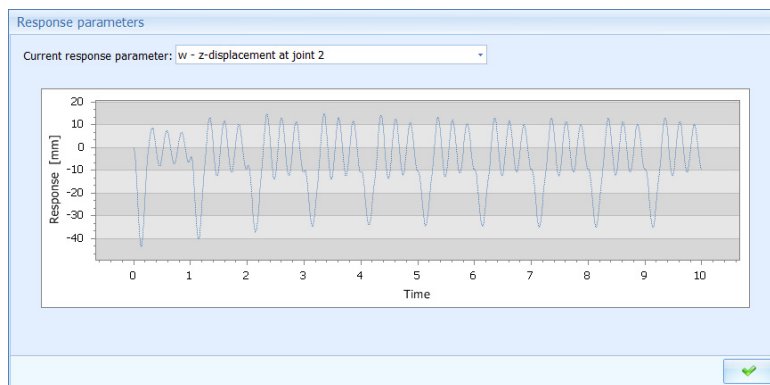 Response parameters
Current response parameter: w - z-displacement at joint 2
20
10
0
-10
-20
-30
-40
Response [mm]
0 1 2 3 4 5 6 7 8 9 10
Time